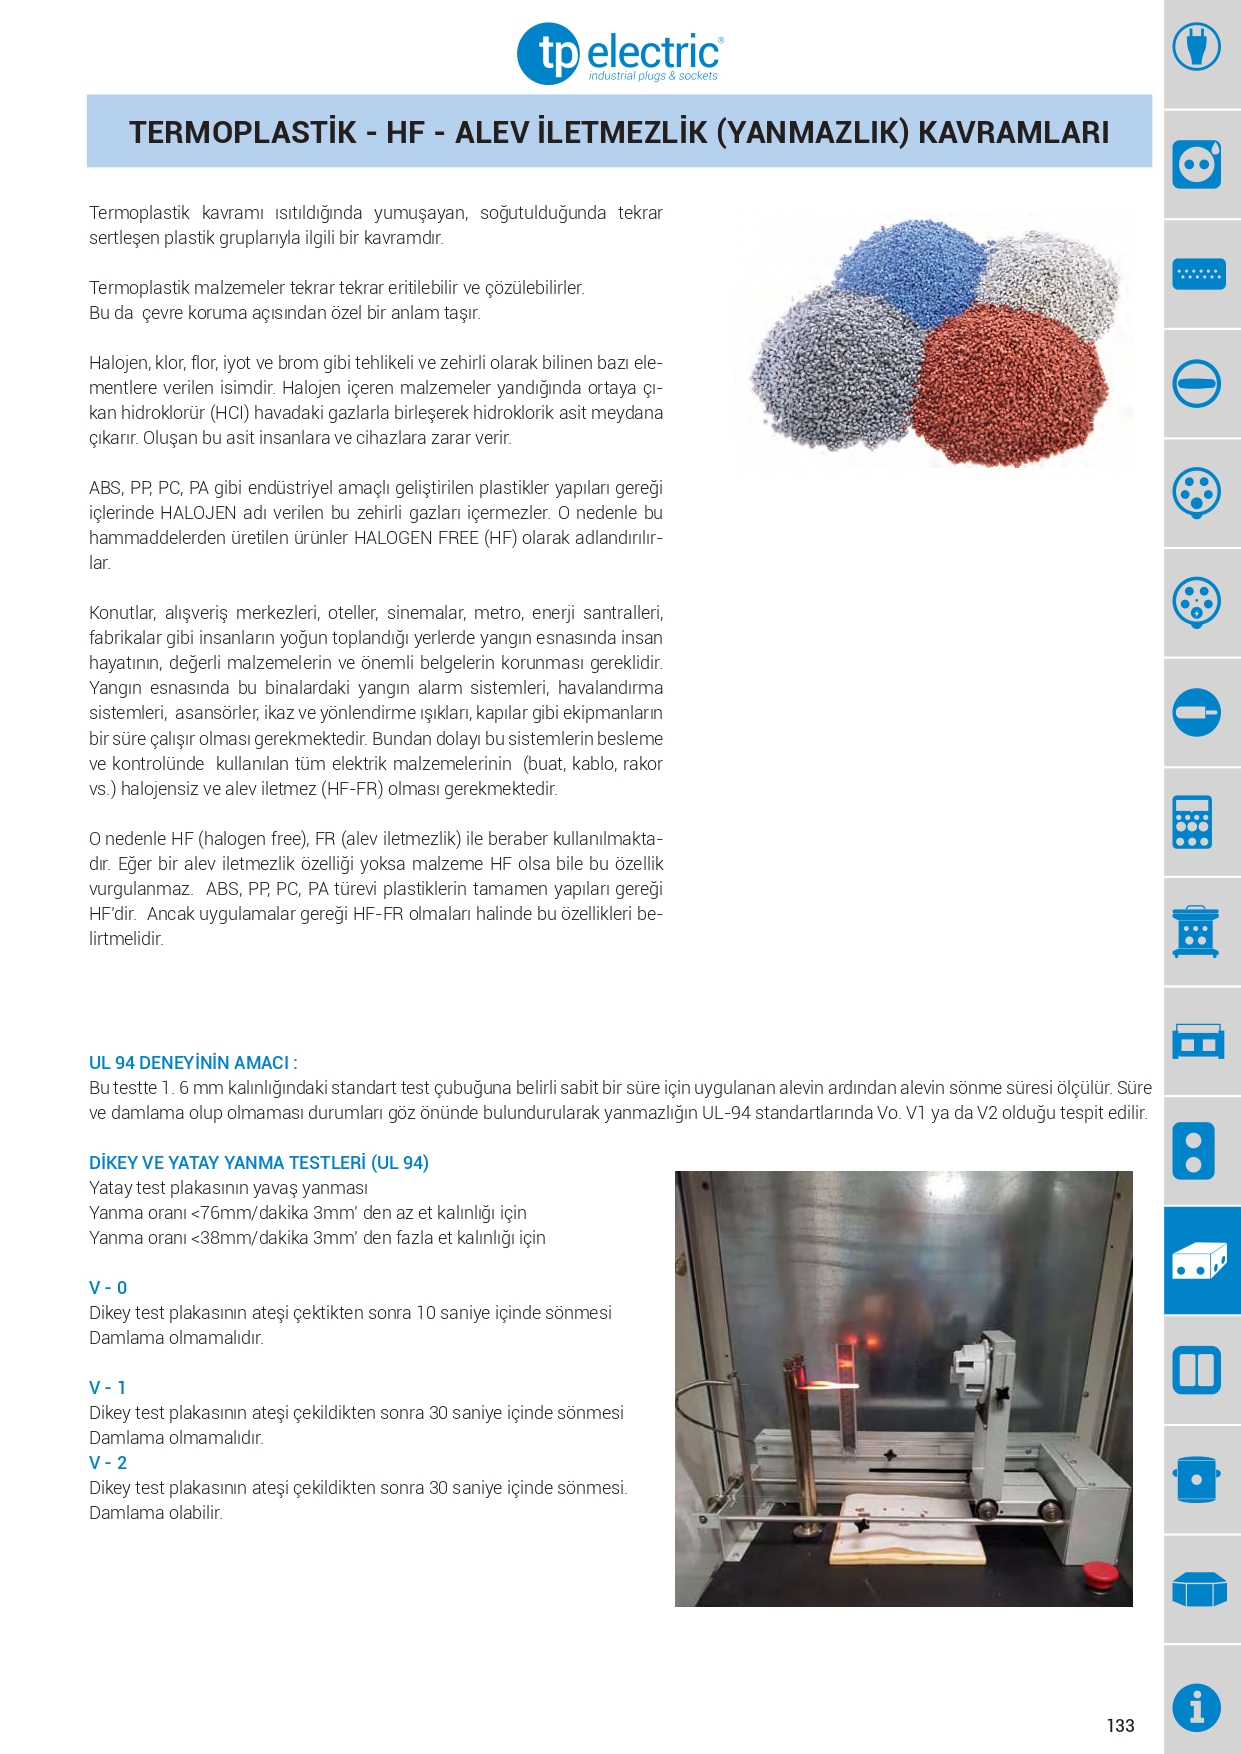 tp electric®
industrial plugs & sockets
TERMOPLASTİK - HF - ALEV İLETMEZLİK (YANMAZLIK) KAVRAMLARI
Termoplastik kavramı ısıtıldığında yumuşayan, soğutulduğunda tekrar
sertleşen plastik gruplarıyla ilgili bir kavramdır.
Termoplastik malzemeler tekrar tekrar eritilebilir ve çözülebilirler.
Bu da çevre koruma açısından özel bir anlam taşır.
Halojen, klor, flor, iyot ve brom gibi tehlikeli ve zehirli olarak bilinen bazı ele-
mentlere verilen isimdir. Halojen içeren malzemeler yandığında ortaya çı-
kan hidroklorür (HCI) havadaki gazlarla birleşerek hidroklorik asit meydana
çıkarır. Oluşan bu asit insanlara ve cihazlara zarar verir.
ABS, PP, PC, PA gibi endüstriyel amaçlı geliştirilen plastikler yapıları gereği
içlerinde HALOJEN adı verilen bu zehirli gazları içermezler. O nedenle bu
hammaddelerden üretilen ürünler HALOGEN FREE (HF) olarak adlandırılır-
lar.
Konutlar, alışveriş merkezleri, oteller, sinemalar, metro, enerji santralleri,
fabrikalar gibi insanların yoğun toplandığı yerlerde yangın esnasında insan
hayatının, değerli malzemelerin ve önemli belgelerin korunması gereklidir.
Yangın esnasında bu binalardaki yangın alarm sistemleri, havalandırma
sistemleri, asansörler, ikaz ve yönlendirme ışıkları, kapılar gibi ekipmanların
bir süre çalışır olması gerekmektedir. Bundan dolayı bu sistemlerin besleme
ve kontrolünde kullanılan tüm elektrik malzemelerinin (buat, kablo, rakor
vs.) halojensiz ve alev iletmez (HF-FR) olması gerekmektedir.
O nedenle HF (halogen free), FR (alev iletmezlik) ile beraber kullanılmakta-
dır. Eğer bir alev iletmezlik özelliği yoksa malzeme HF olsa bile bu özellik
vurgulanmaz. ABS, PP, PC, PA türevi plastiklerin tamamen yapıları gereği
HF'dir. Ancak uygulamalar gereği HF-FR olmaları halinde bu özellikleri be-
lirtmelidir.
UL 94 DENEYİNİN AMACI :
Bu testte 1. 6 mm kalınlığındaki standart test çubuğuna belirli sabit bir süre için uygulanan alevin ardından alevin sönme süresi ölçülür. Süre
ve damlama olup olmaması durumları göz önünde bulundurularak yanmazlığın UL-94 standartlarında Vo. V1 ya da V2 olduğu tespit edilir.
DİKEY VE YATAY YANMA TESTLERİ (UL 94)
Yatay test plakasının yavaş yanması
Yanma oranı <76mm/dakika 3mm' den az et kalınlığı için
Yanma oranı <38mm/dakika 3mm' den fazla et kalınlığı için
V - 0
Dikey test plakasının ateşi çektikten sonra 10 saniye içinde sönmesi
Damlama olmamalıdır.
V - 1
Dikey test plakasının ateşi çekildikten sonra 30 saniye içinde sönmesi
Damlama olmamalıdır.
V - 2
Dikey test plakasının ateşi çekildikten sonra 30 saniye içinde sönmesi.
Damlama olabilir.
133